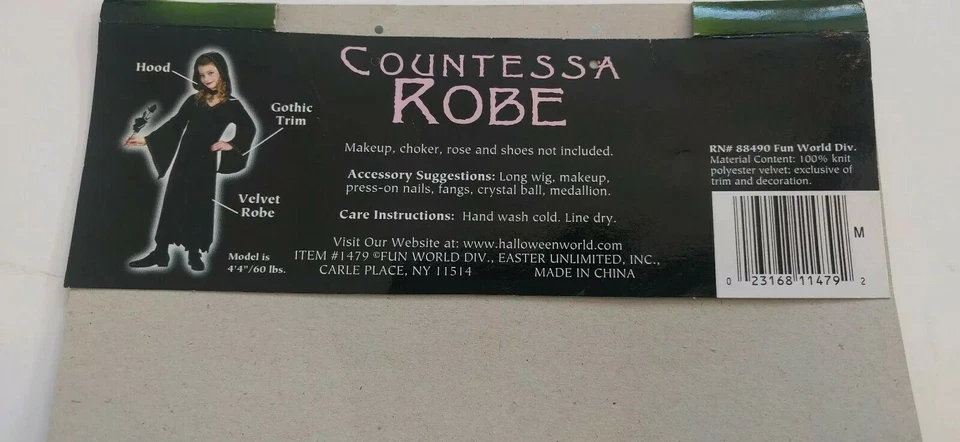 COUNTESSA
ROBE
Hood
Gothic
Trim
Velvet
Robe
Model is
4'4"/60 lbs.
Makeup, choker, rose and shoes not included.
Accessory Suggestions: Long wig, makeup,
press-on nails, fangs, crystal ball, medallion.
Care Instructions: Hand wash cold. Line dry.
Visit Our Website at: www.halloweenworld.com
ITEM #1479 ©FUN WORLD DIV., EASTER UNLIMITED, INC.,
CARLE PLACE, NY 11514 MADE IN CHINA
RN# 88490 Fun World Div.
Material Content: 100% knit
polyester velvet; exclusive of
trim and decoration.
M
0 23168 11479 2